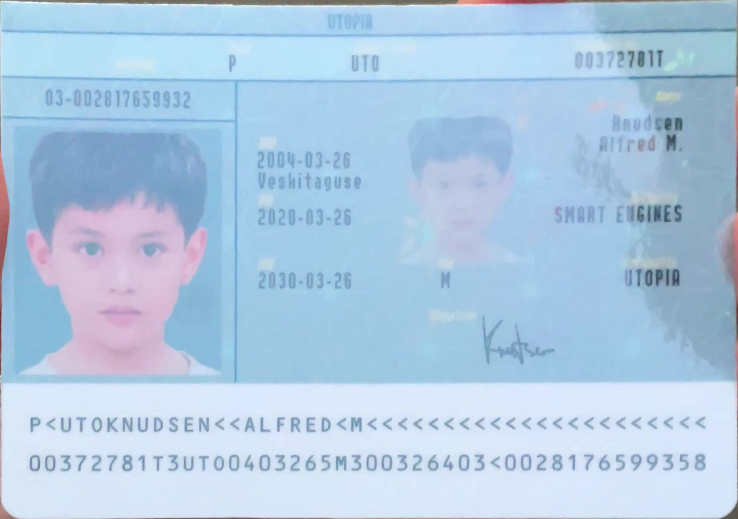 UTOPIA
P UTO 00372781T
03-002817659932
Knudsen
Alfred M.
2004-03-26
Veskitaguse
2020-03-26 SMART ENGINES
2030-03-26 M UTOPIA
Knudsen
P<UTOKNUDSEN<<ALFRED<M<<<<<<<<<<<<<<<<<<<<<<
00372781T3UTO0403265M300326403<0028176599358